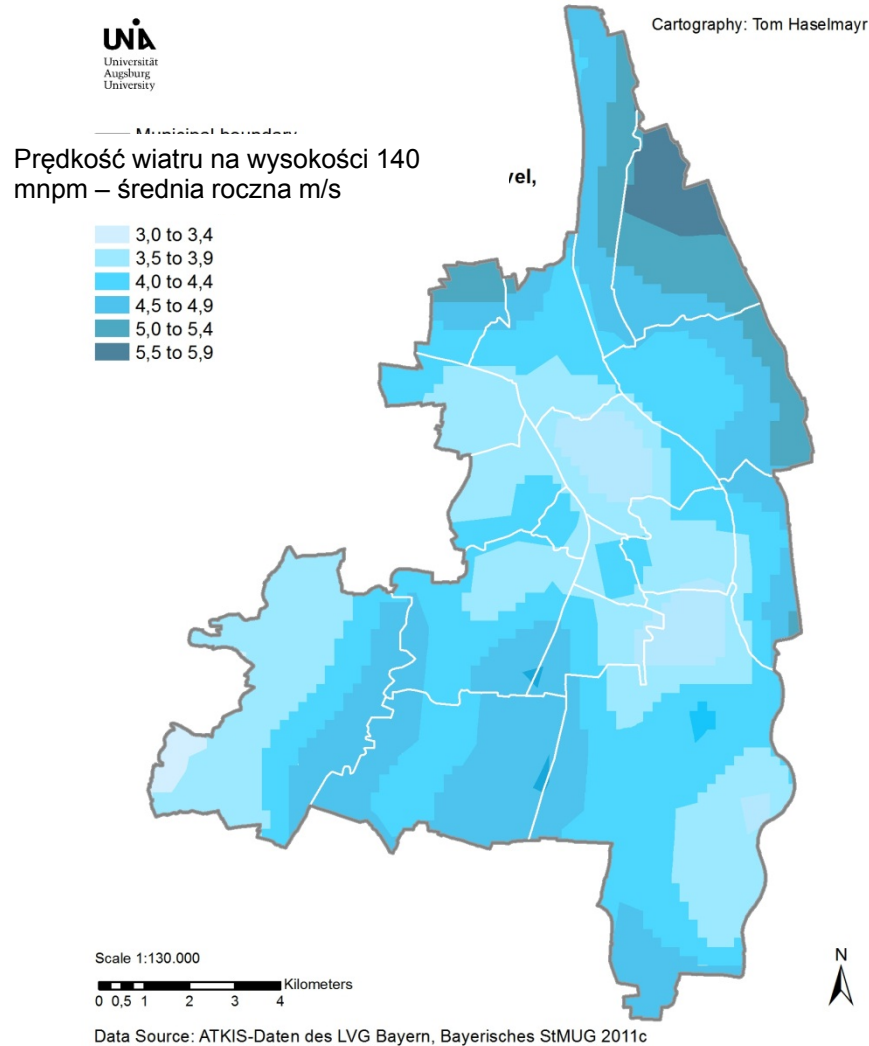 Cartography: Tom Haselmayr
UNIA
Universität
Augsburg
University
Municipal boundary
Prędkość wiatru na wysokości 140
mnpm – średnia roczna m/s
3,0 to 3,4
3,5 to 3,9
4,0 to 4,4
4,5 to 4,9
5,0 to 5,4
5,5 to 5,9
Scale 1:130.000
Kilometers
0 0,5 1 2 3 4
N
Data Source: ATKIS-Daten des LVG Bayern, Bayerisches StMUG 2011c